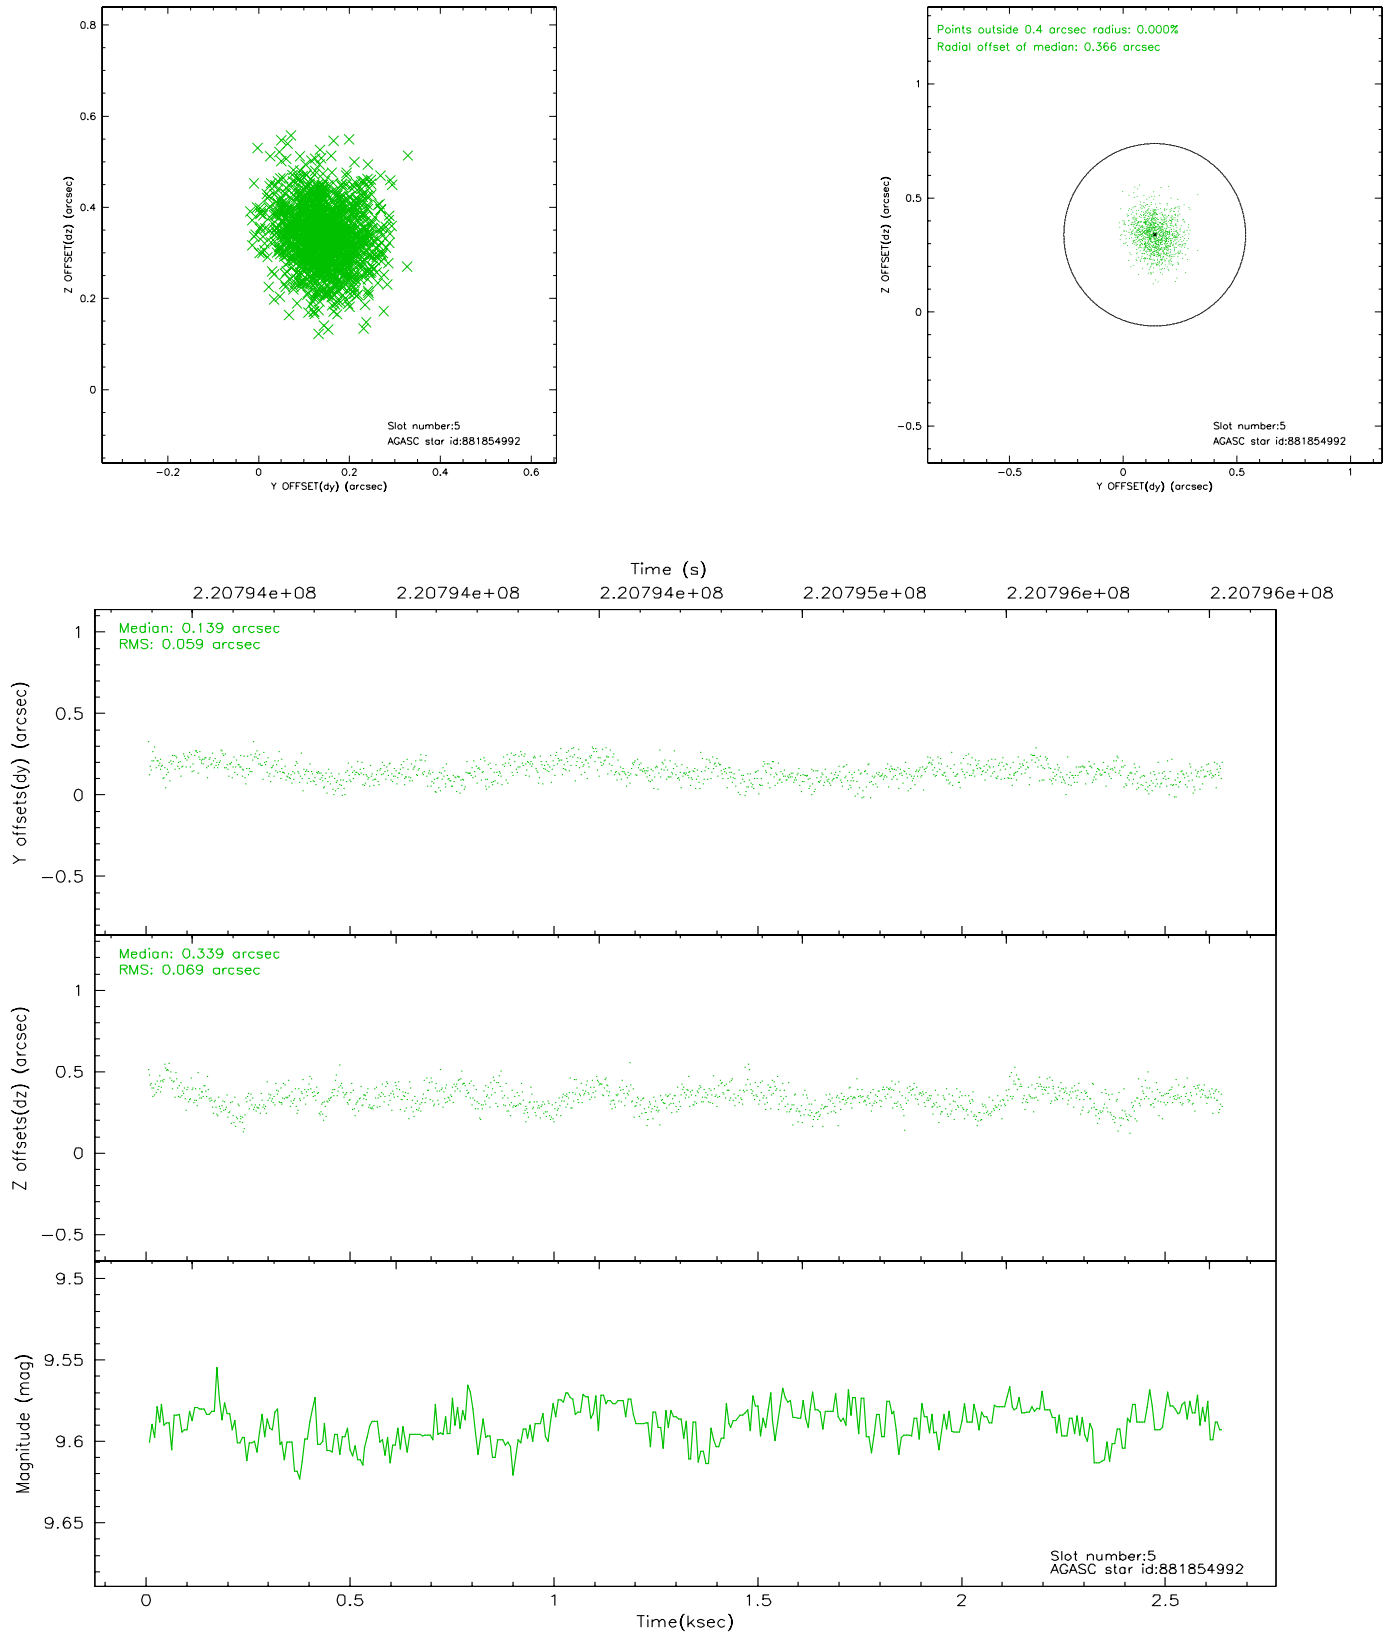 0.8
0.6
0.4
0.2
0
Z OFFSET(dz) (arcsec)
Slot number:5
AGASC star id:881854992
−0.2 0 0.2 0.4 0.6
Y OFFSET(dy) (arcsec)
Points outside 0.4 arcsec radius: 0.000%
Radial offset of median: 0.366 arcsec
1
0.5
0
−0.5
Z OFFSET(dz) (arcsec)
Slot number:5
AGASC star id:881854992
−0.5 0 0.5 1
Y OFFSET(dy) (arcsec)
Time (s)
2.20794e+08 2.20794e+08 2.20794e+08 2.20795e+08 2.20796e+08 2.20796e+08
Median: 0.139 arcsec
RMS: 0.059 arcsec
1
0.5
0
−0.5
Y offsets(dy) (arcsec)
Median: 0.339 arcsec
RMS: 0.069 arcsec
1
0.5
0
−0.5
Z offsets(dz) (arcsec)
9.5
9.55
9.6
9.65
Magnitude (mag)
Slot number:5
AGASC star id:881854992
0 0.5 1 1.5 2 2.5
Time(ksec)